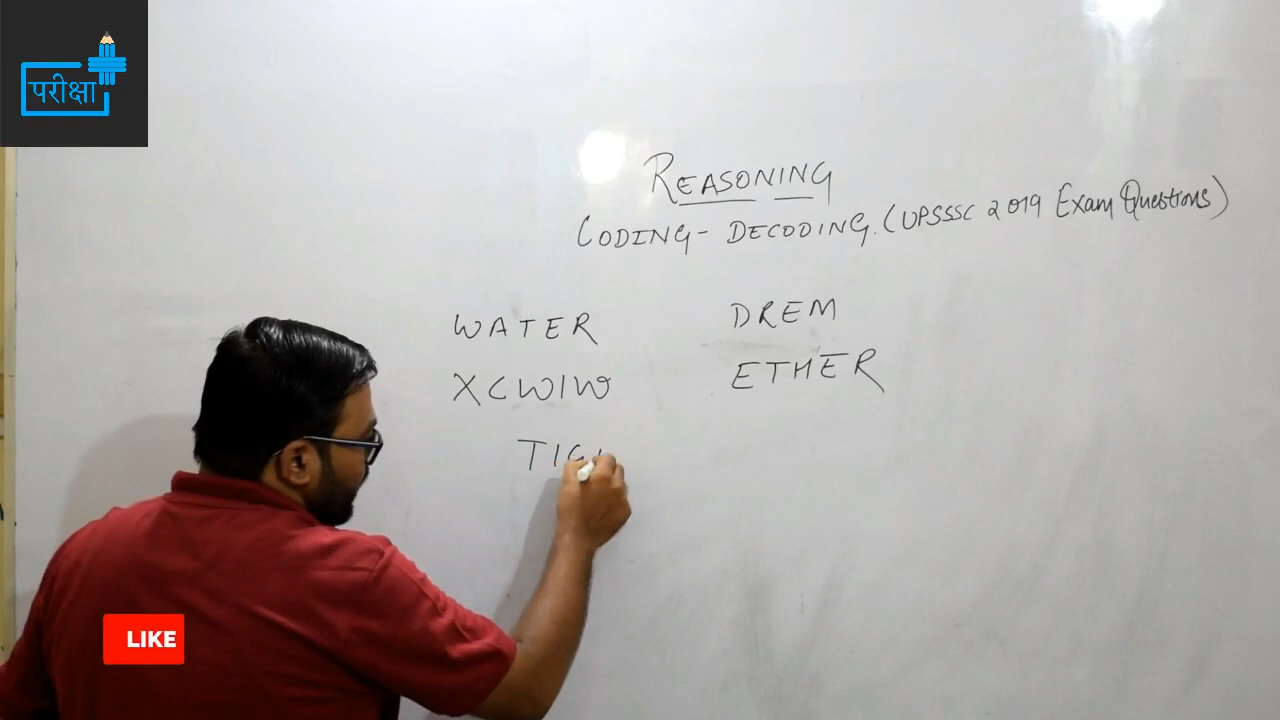 परीक्षा
REASONING
CODING - DECODING. (UPSSSC 2019 Exam Questions)
WATER
DREM
XCWIW
ETHER
LIKE